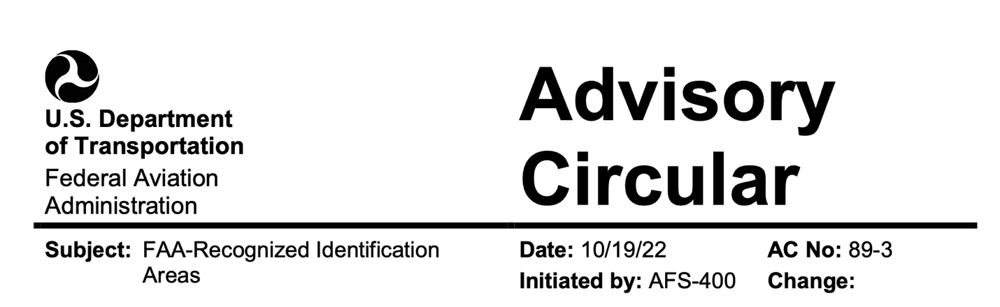 U.S. Department
of Transportation
Federal Aviation
Administration
Advisory
Circular
Subject: FAA-Recognized Identification
Areas
Date: 10/19/22
AC No: 89-3
Initiated by: AFS-400
Change: